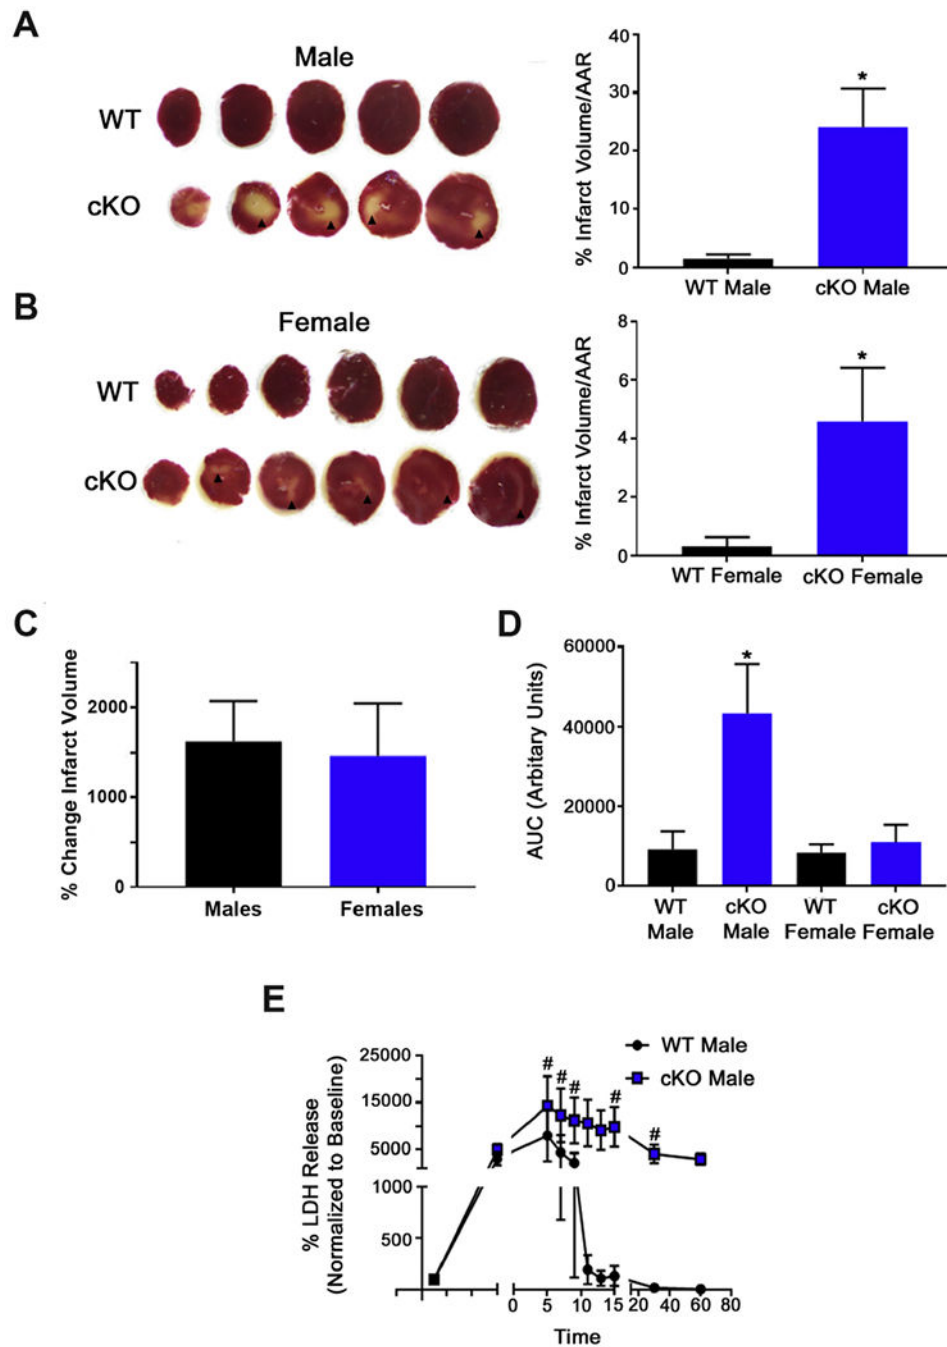 A
Male
WT
cKO
% Infarct Volume/AAR
40
30
20
10
0
*
WT Male
cKO Male
B
Female
WT
cKO
% Infarct Volume/AAR
8
6
4
2
0
*
WT Female
cKO Female
C
% Change Infarct Volume
2000
1000
0
Males
Females
D
AUC (Arbitary Units)
60000
40000
20000
0
*
WT
Male
cKO
Male
WT
Female
cKO
Female
E
% LDH Release
(Normalized to Baseline)
25000
15000
5000
1000
500
# # # # #
WT Male
cKO Male
0 5 10 15 20 40 60 80
Time